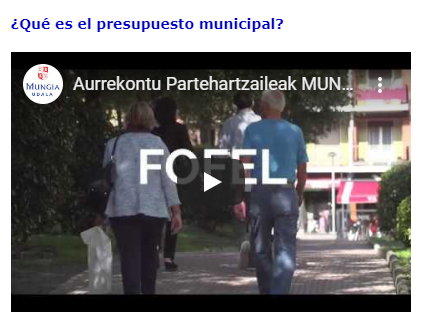 ¿Qué es el presupuesto municipal?
MUNGIA
UDALA
Aurrekontu Partehartzaileak MUN...
FOFEL